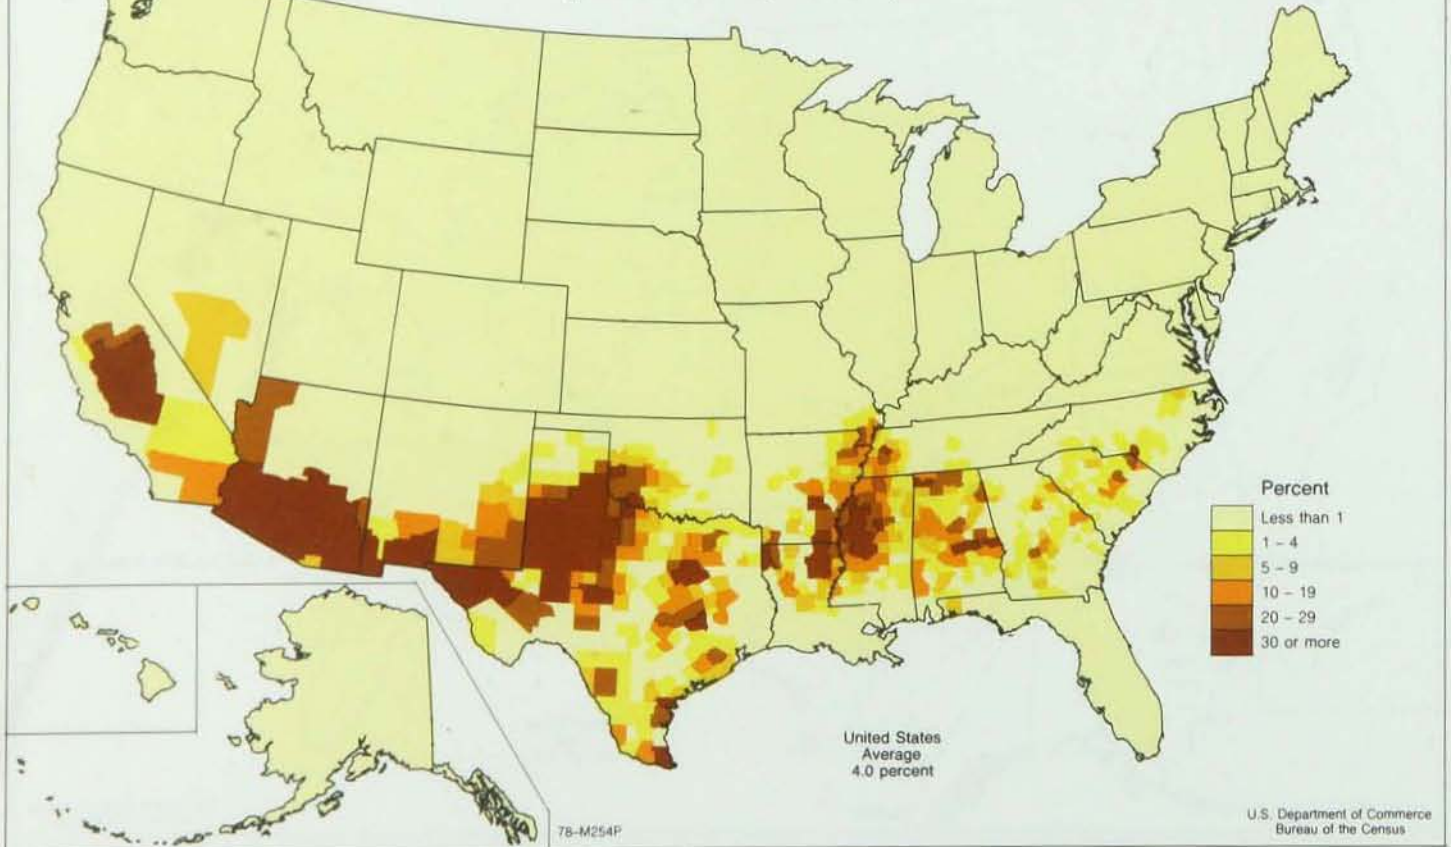 Percent
Less than 1
1 – 4
5 – 9
10 – 19
20 – 29
30 or more
United States
Average
4.0 percent
78-M254P
U.S. Department of Commerce
Bureau of the Census